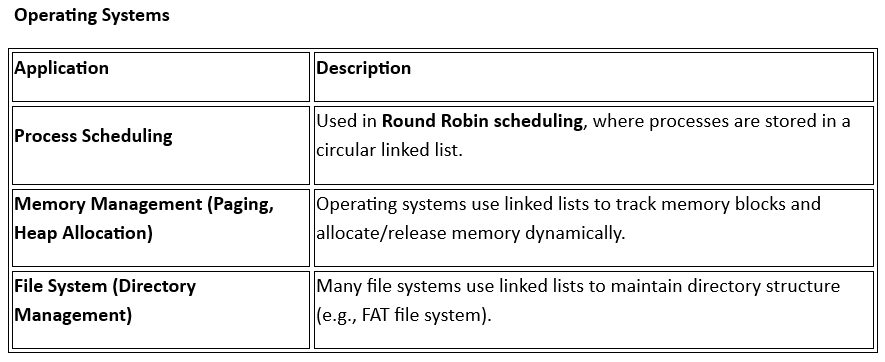 Operating Systems
Application
Description
Process Scheduling
Used in Round Robin scheduling, where processes are stored in a
circular linked list.
Memory Management (Paging,
Heap Allocation)
Operating systems use linked lists to track memory blocks and
allocate/release memory dynamically.
File System (Directory
Management)
Many file systems use linked lists to maintain directory structure
(e.g., FAT file system).